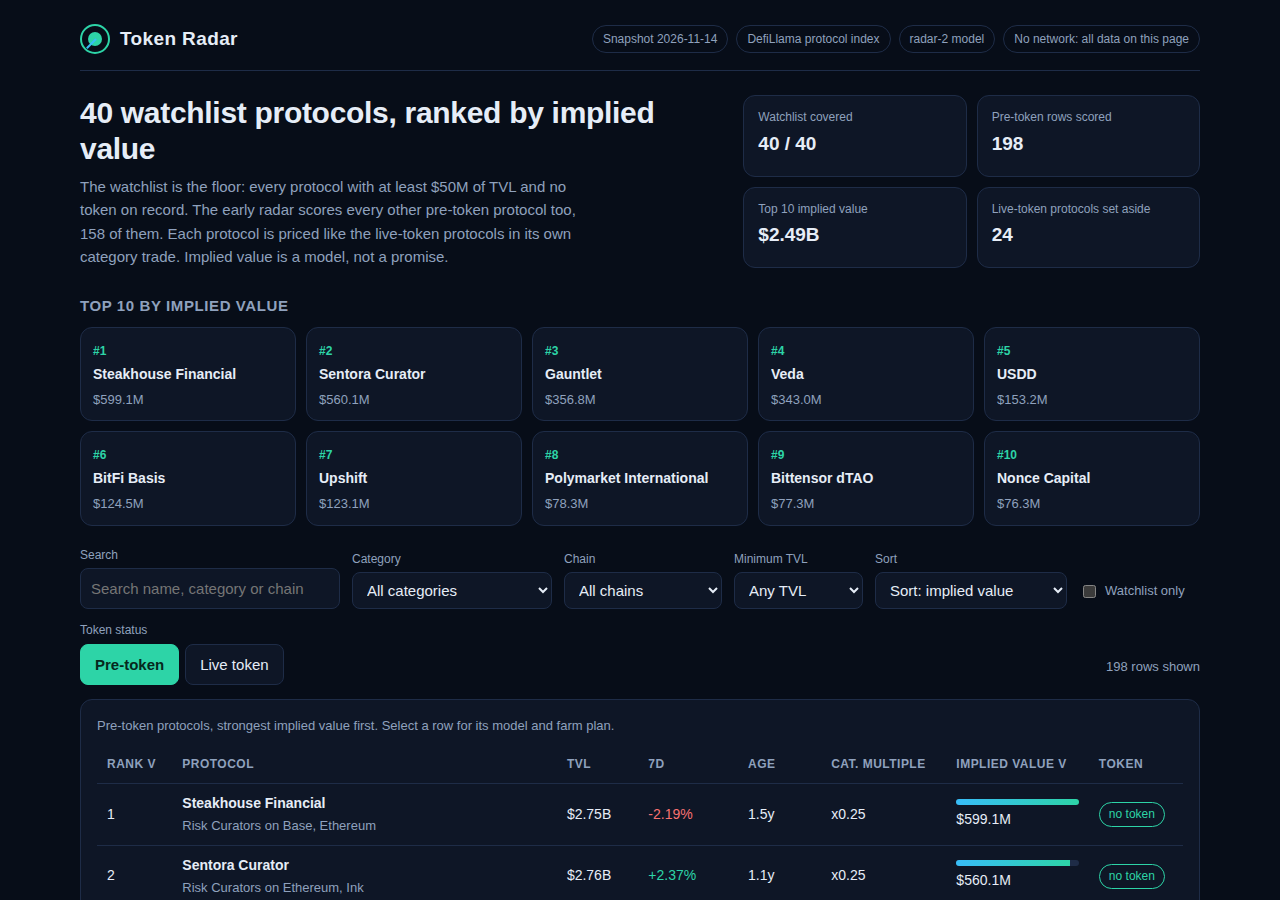 Token Radar
Snapshot 2026-11-14
DefiLlama protocol index
radar-2 model
No network: all data on this page
40 watchlist protocols, ranked by implied
value
The watchlist is the floor: every protocol with at least $50M of TVL and no
token on record. The early radar scores every other pre-token protocol too,
158 of them. Each protocol is priced like the live-token protocols in its own
category trade. Implied value is a model, not a promise.
Watchlist covered
40 / 40
Pre-token rows scored
198
Top 10 implied value
$2.49B
Live-token protocols set aside
24
TOP 10 BY IMPLIED VALUE
#1
Steakhouse Financial
$599.1M
#2
Sentora Curator
$560.1M
#3
Gauntlet
$356.8M
#4
Veda
$343.0M
#5
USDD
$153.2M
#6
BitFi Basis
$124.5M
#7
Upshift
$123.1M
#8
Polymarket International
$78.3M
#9
Bittensor dTAO
$77.3M
#10
Nonce Capital
$76.3M
Search
Search name, category or chain
Category
All categories
Chain
All chains
Minimum TVL
Any TVL
Sort
Sort: implied value
Watchlist only
Token status
Pre-token
Live token
198 rows shown
Pre-token protocols, strongest implied value first. Select a row for its model and farm plan.
RANK V PROTOCOL TVL 7D AGE CAT. MULTIPLE IMPLIED VALUE V TOKEN
1 Steakhouse Financial $2.75B -2.19% 1.5y x0.25 $599.1M no token
Risk Curators on Base, Ethereum
2 Sentora Curator $2.76B +2.37% 1.1y x0.25 $560.1M no token
Risk Curators on Ethereum, Ink